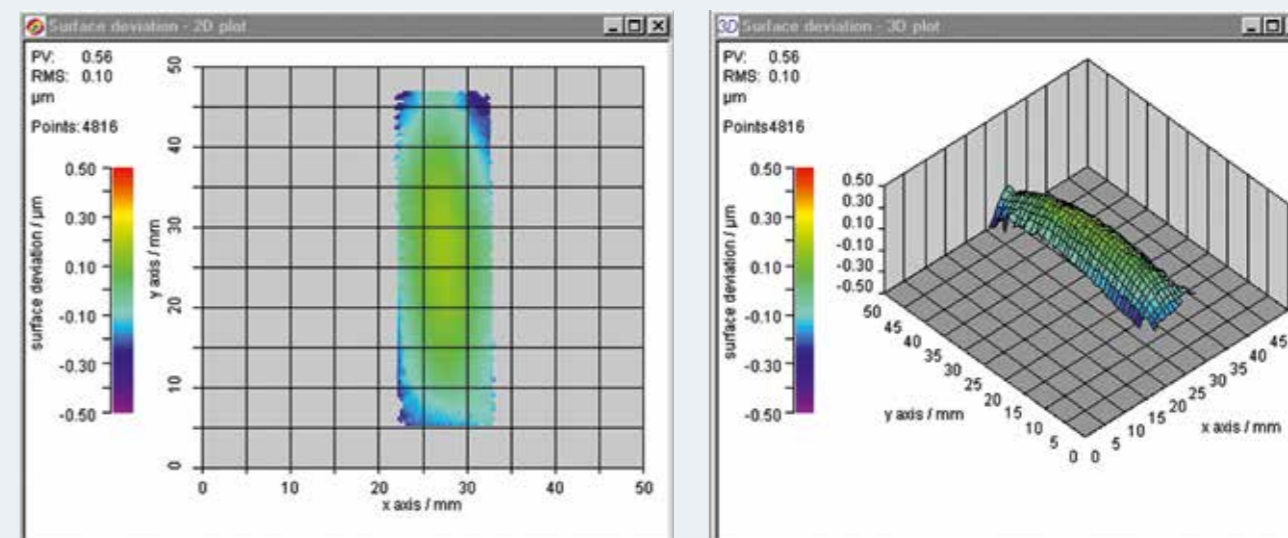 Surface deviation - 2D plot
PV: 0.56
RMS: 0.10
µm
Points: 4816
surface deviation / µm
0.50
0.30
0.10
-0.10
-0.30
-0.50
y axis / mm
50
40
30
20
10
0
0 10 20 30 40 50
x axis / mm
3D Surface deviation - 3D plot
PV: 0.56
RMS: 0.10
µm
Points4816
surface deviation / µm
0.50
0.30
0.10
-0.10
-0.30
-0.50
0.50
0.30
0.10
-0.10
-0.30
-0.50
50 45 40 35 30 25 20 15 10 5 0
y axis / mm
0 5 10 15 20 25 30 35 40 45
x axis / mm